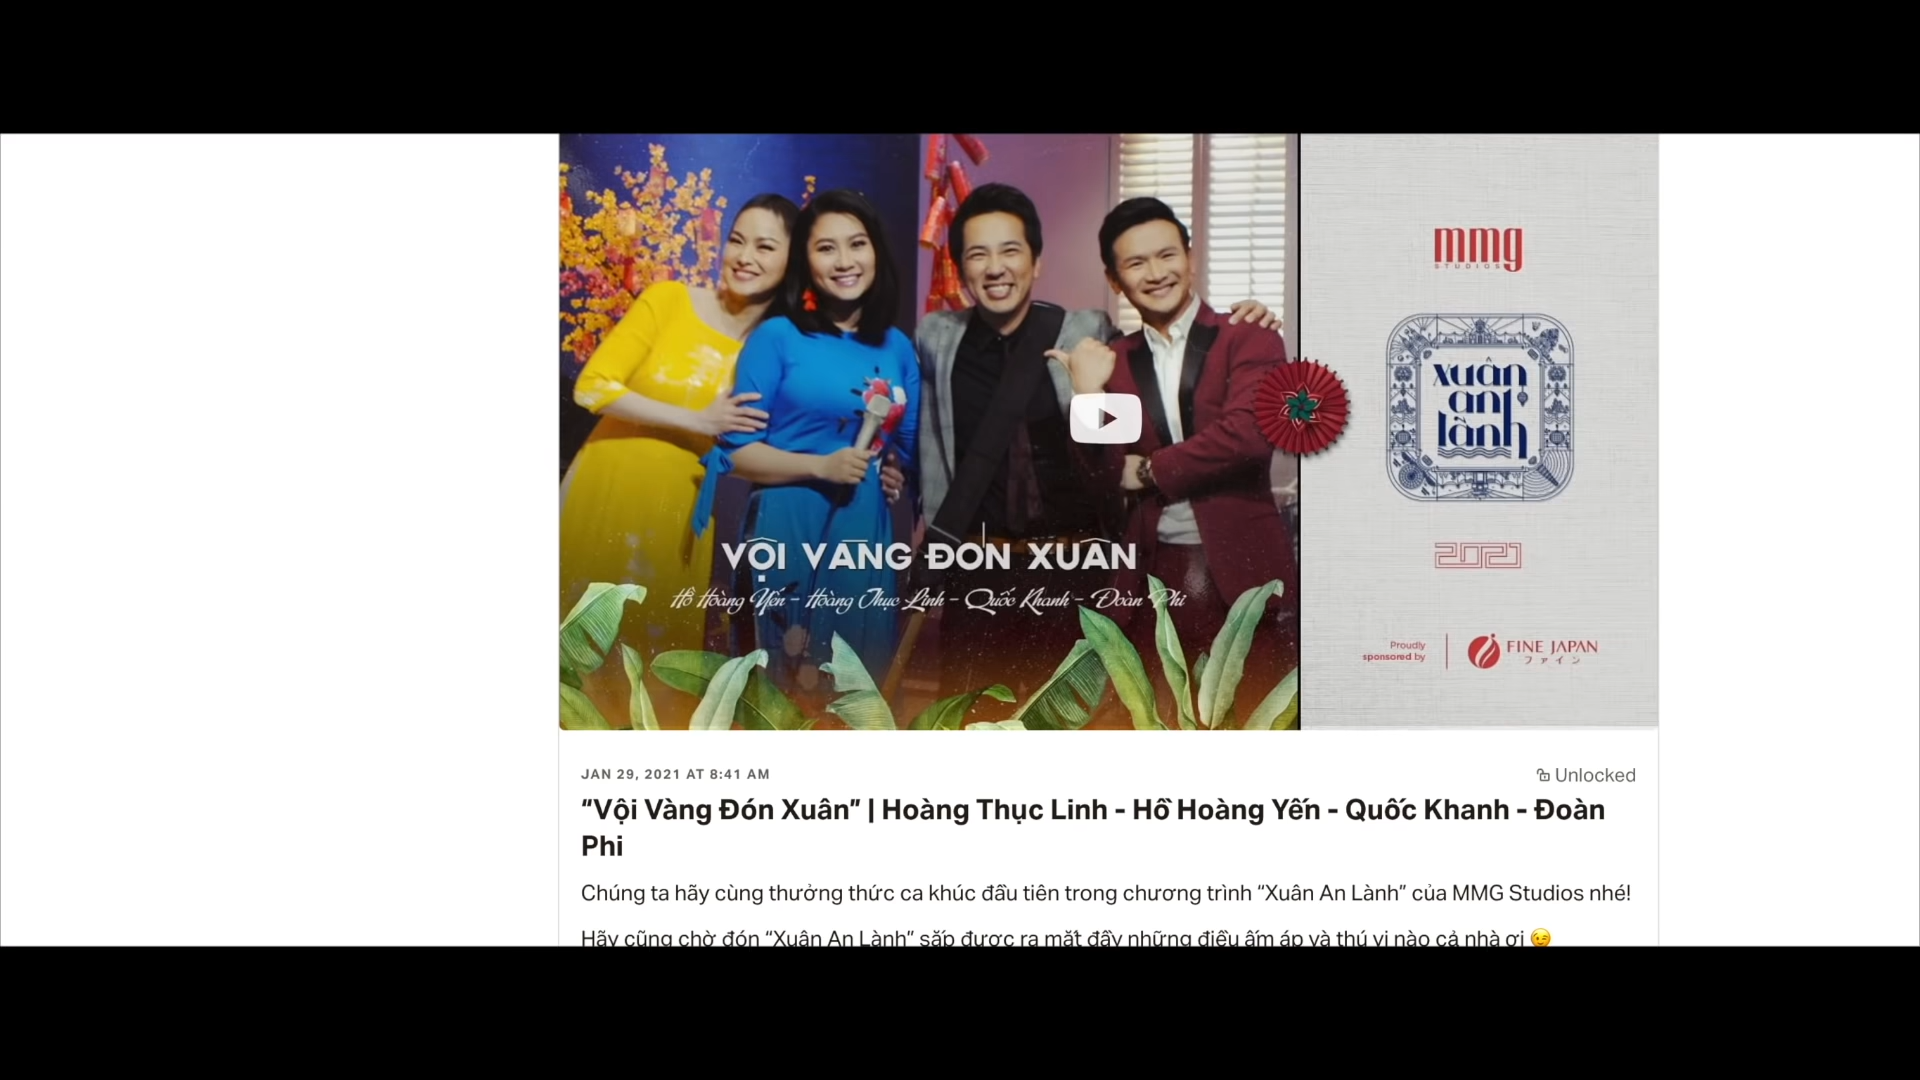 mmg
STUDIOS
xuân
an
lành
VỘI VÀNG ĐÓN XUÂN
Hồ Hoàng Yến - Hoàng Thục Linh - Quốc Khanh - Đoàn Phi
2021
Proudly
sponsored by
FINE JAPAN
ファイン
JAN 29, 2021 AT 8:41 AM
Unlocked
“Vội Vàng Đón Xuân” | Hoàng Thục Linh - Hồ Hoàng Yến - Quốc Khanh - Đoàn
Phi
Chúng ta hãy cùng thưởng thức ca khúc đầu tiên trong chương trình “Xuân An Lành” của MMG Studios nhé!
Hãy cũng chờ đón “Xuân An Lành” sắp được ra mắt đầy những điều ấm áp và thú vị nào cả nhà ơi 😉